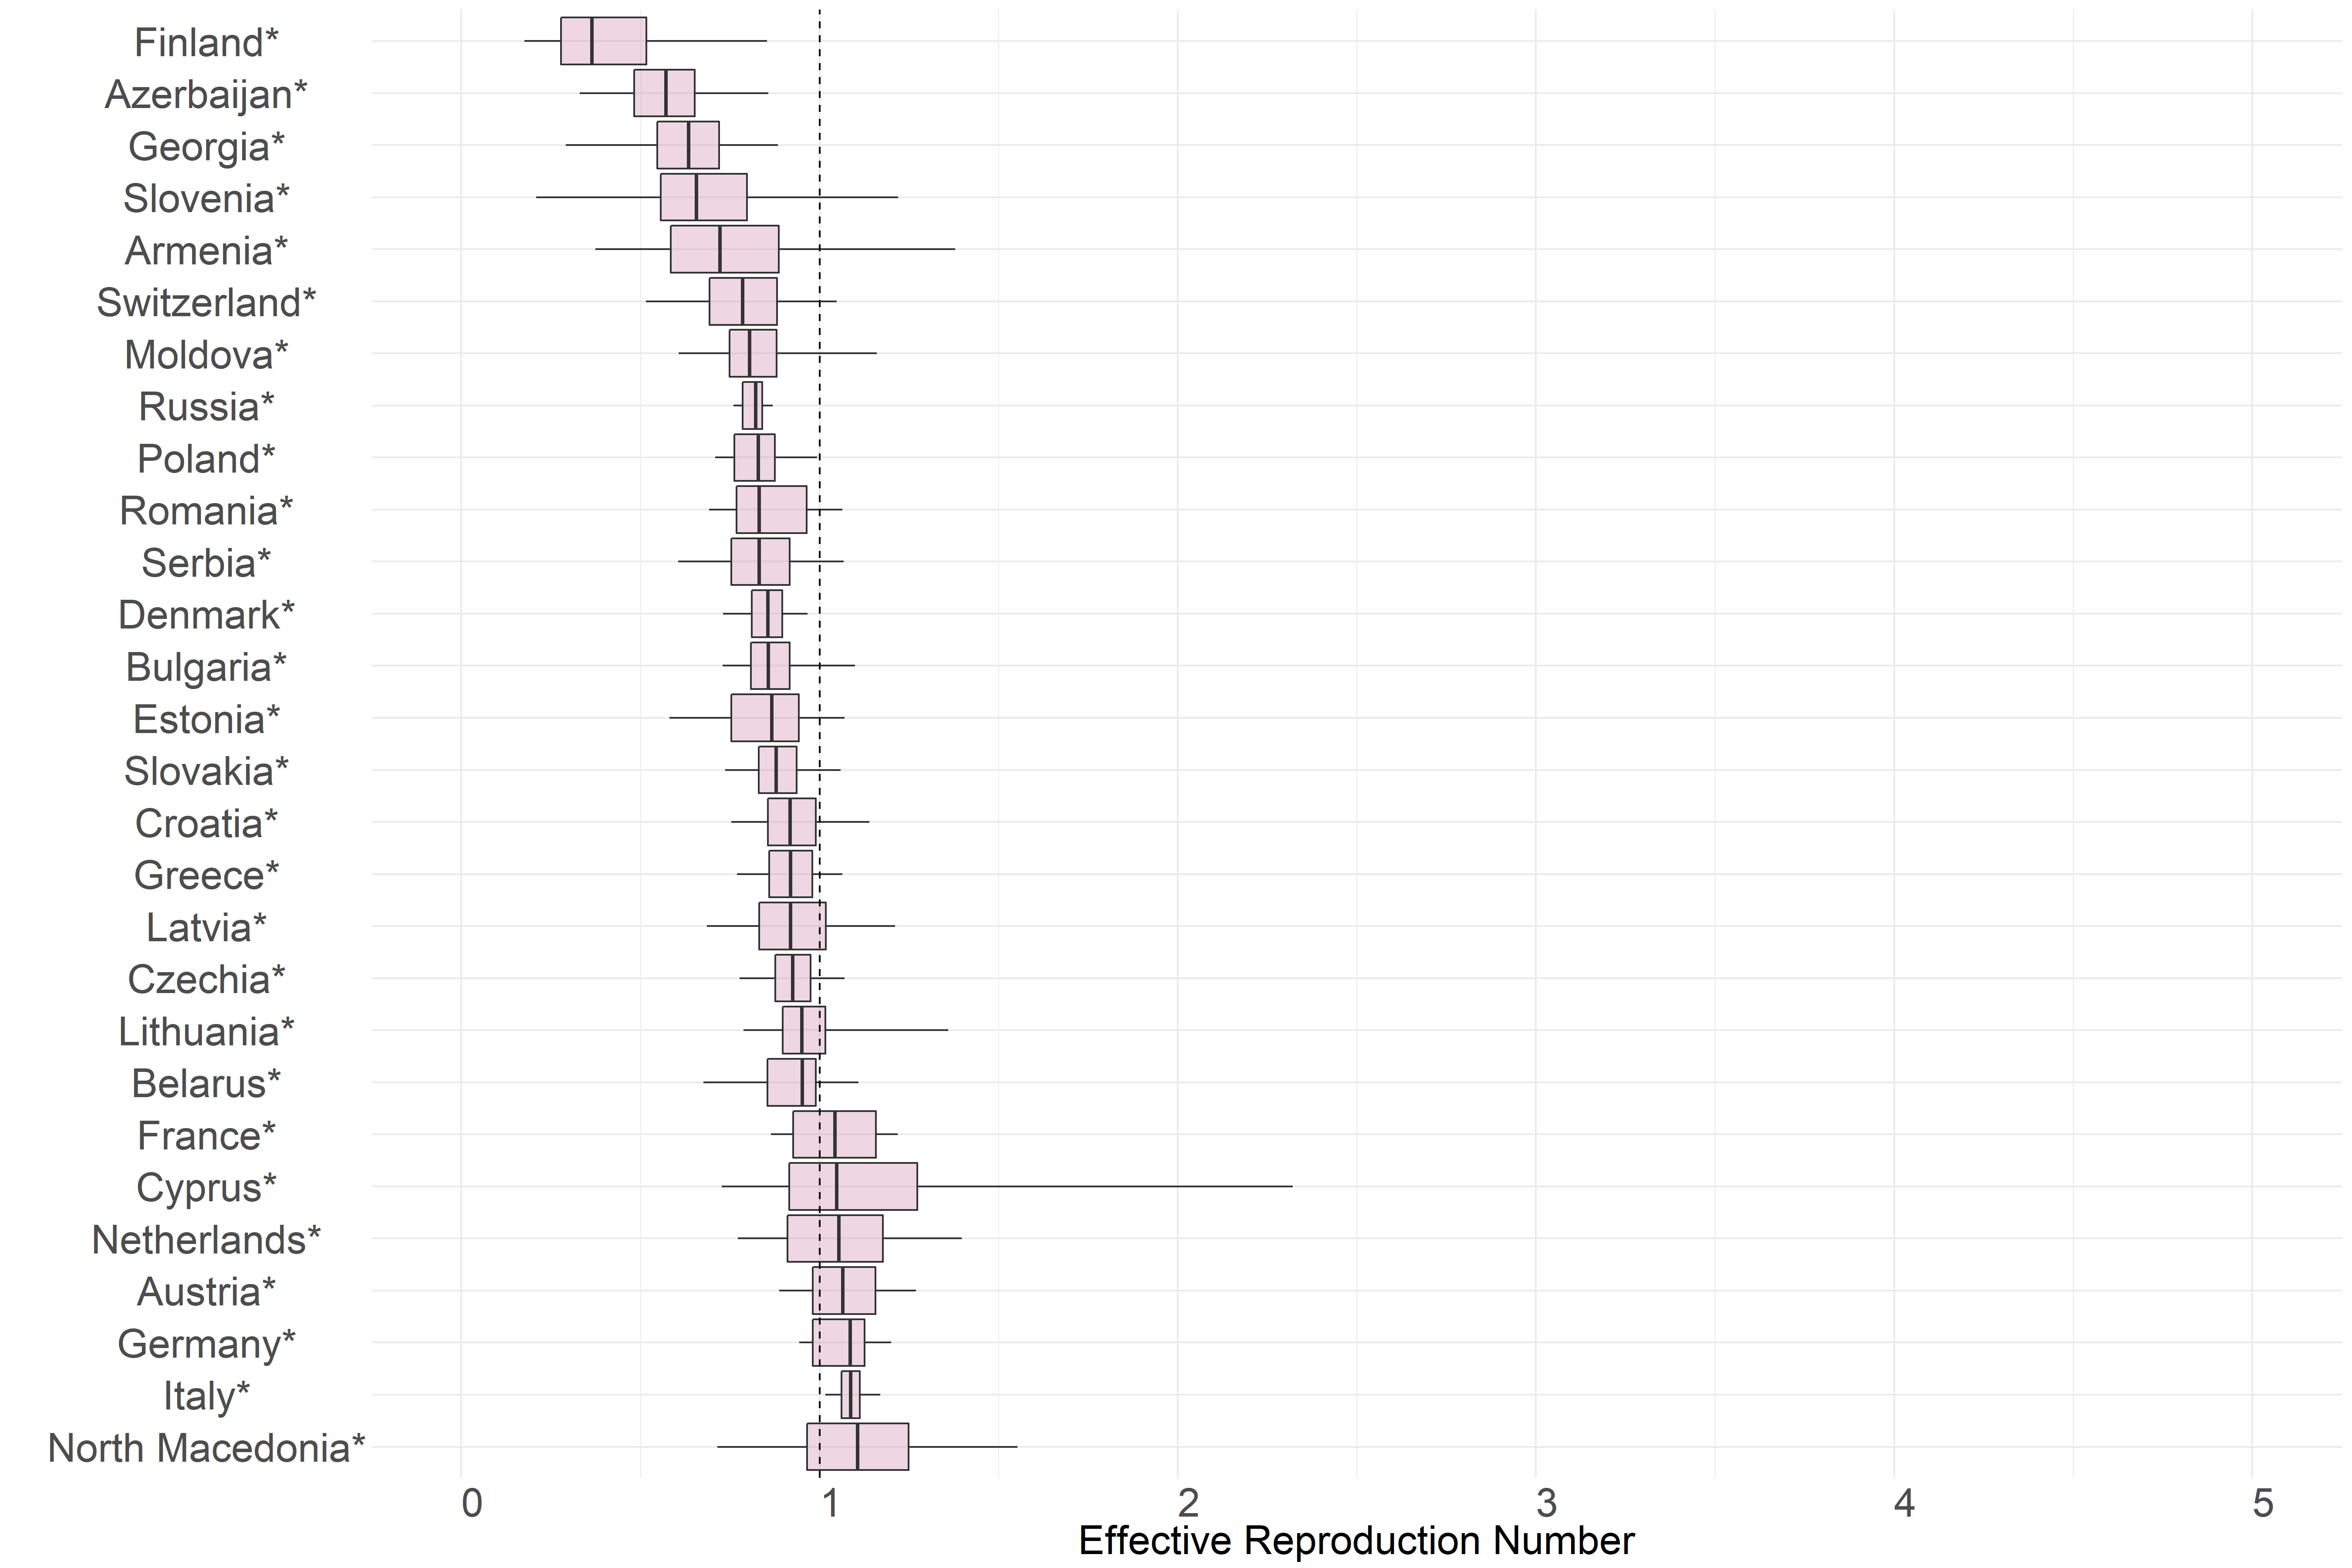 Finland*
Azerbaijan*
Georgia*
Slovenia*
Armenia*
Switzerland*
Moldova*
Russia*
Poland*
Romania*
Serbia*
Denmark*
Bulgaria*
Estonia*
Slovakia*
Croatia*
Greece*
Latvia*
Czechia*
Lithuania*
Belarus*
France*
Cyprus*
Netherlands*
Austria*
Germany*
Italy*
North Macedonia*
0 1 2 3 4 5
Effective Reproduction Number